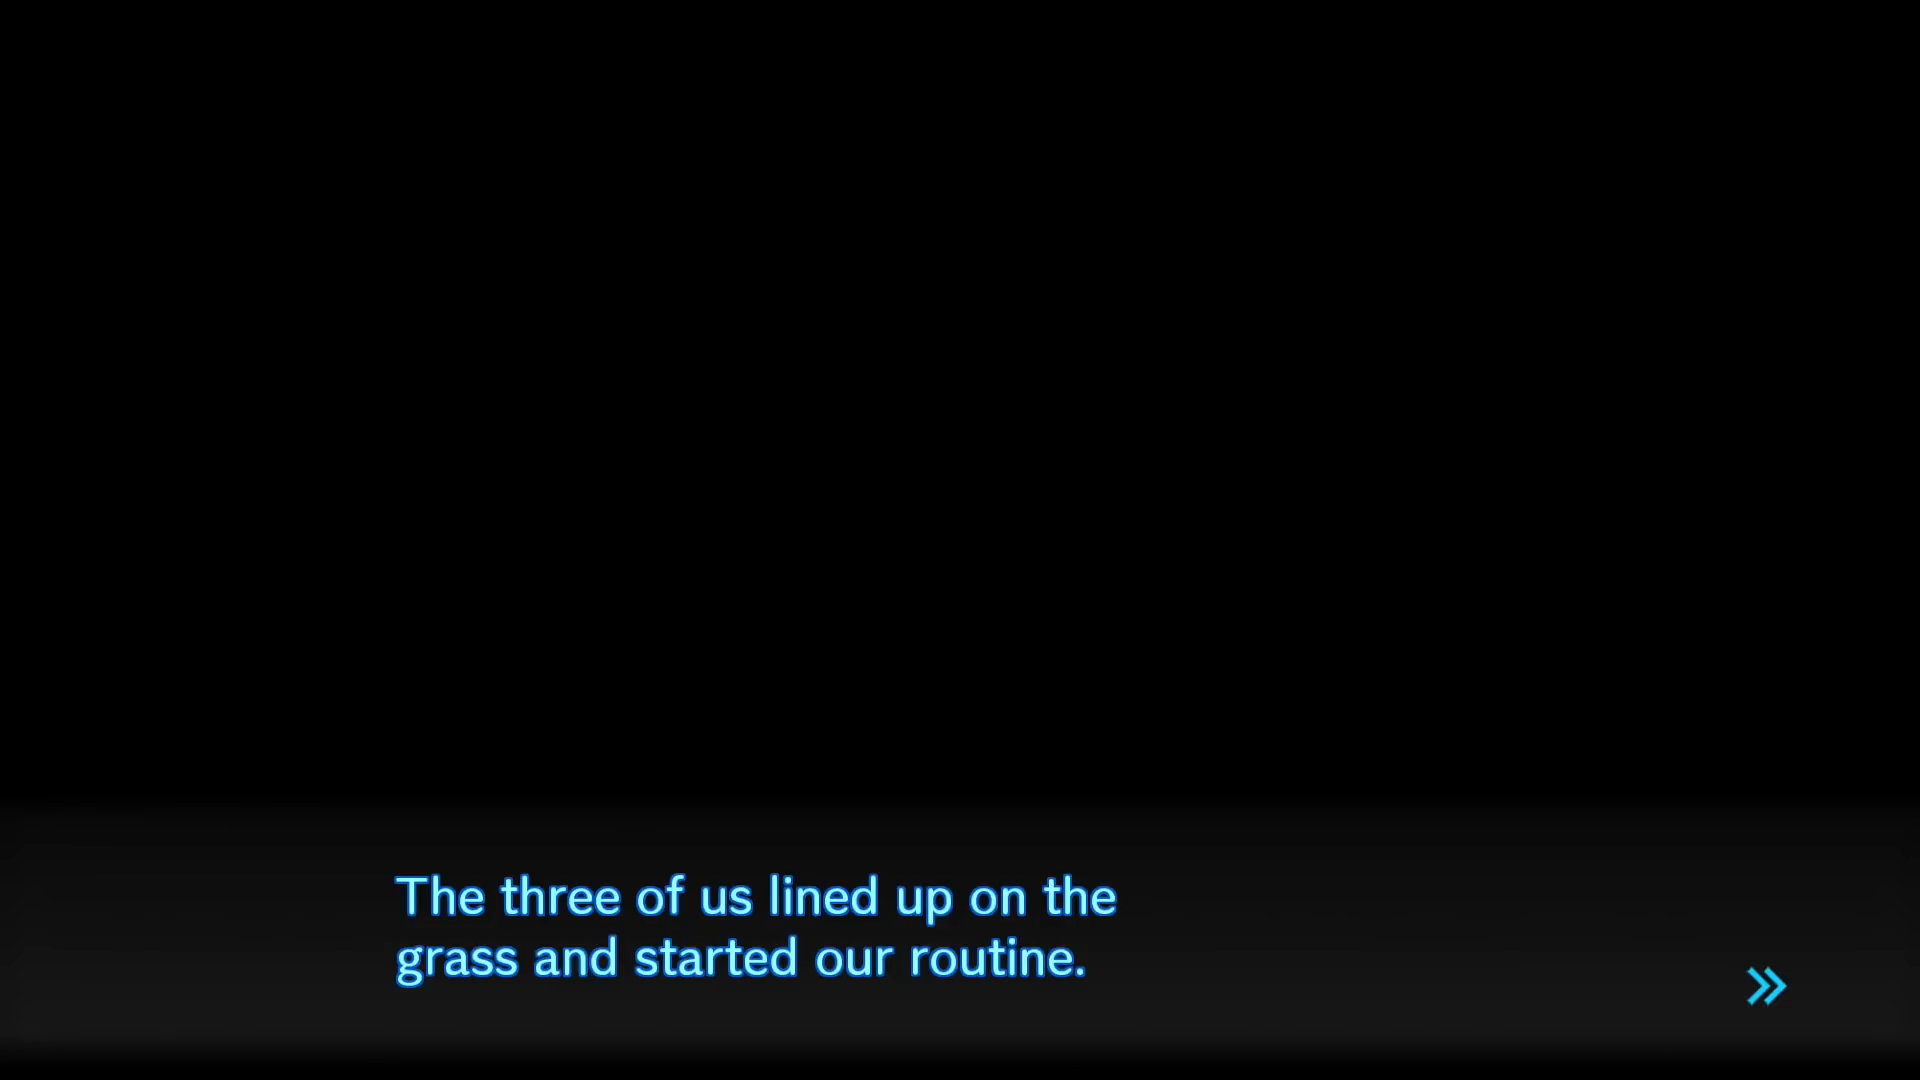 The three of us lined up on the
grass and started our routine.